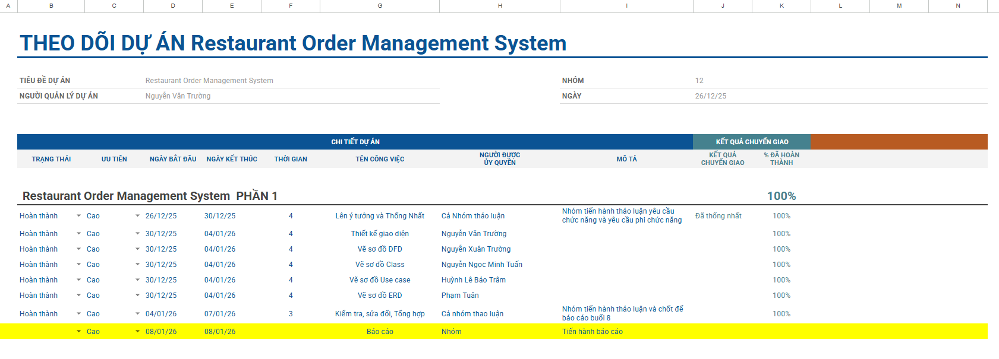 A B C D E F G H I J K L M N
THEO DÕI DỰ ÁN Restaurant Order Management System
TIÊU ĐỀ DỰ ÁN Restaurant Order Management System NHÓM 12
NGƯỜI QUẢN LÝ DỰ ÁN Nguyễn Văn Trường NGÀY 26/12/25
CHI TIẾT DỰ ÁN KẾT QUẢ CHUYỂN GIAO
TRẠNG THÁI ƯU TIÊN NGÀY BẮT ĐẦU NGÀY KẾT THÚC THỜI GIAN TÊN CÔNG VIỆC NGƯỜI ĐƯỢC ỦY QUYỀN MÔ TẢ KẾT QUẢ CHUYỂN GIAO % ĐÃ HOÀN THÀNH
Restaurant Order Management System PHẦN 1 100%
Hoàn thành Cao 26/12/25 30/12/25 4 Lên ý tưởng và Thống Nhất Cả Nhóm thảo luận Nhóm tiến hành thảo luận yêu cầu chức năng và yêu cầu phi chức năng Đã thống nhất 100%
Hoàn thành Cao 30/12/25 04/01/26 4 Thiết kế giao diện Nguyễn Văn Trường 100%
Hoàn thành Cao 30/12/25 04/01/26 4 Vẽ sơ đồ DFD Nguyễn Xuân Trường 100%
Hoàn thành Cao 30/12/25 04/01/26 4 Vẽ sơ đồ Class Nguyễn Ngọc Minh Tuấn 100%
Hoàn thành Cao 30/12/25 04/01/26 4 Vẽ sơ đồ Use case Huỳnh Lê Bảo Trâm 100%
Hoàn thành Cao 30/12/25 04/01/26 4 Vẽ sơ đồ ERD Phạm Tuân 100%
Hoàn thành Cao 04/01/26 07/01/26 3 Kiểm tra, sửa đổi, Tổng hợp Cả nhóm thao luận Nhóm tiến hành thảo luận và chốt để báo cáo buổi 8 100%
Cao 08/01/26 08/01/26 Báo cáo Nhóm Tiến hành báo cáo